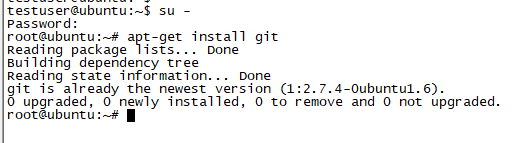 testuser@ubuntu:~$
testuser@ubuntu:~$ su -
Password:
root@ubuntu:~# apt-get install git
Reading package lists... Done
Building dependency tree
Reading state information... Done
git is already the newest version (1:2.7.4-0ubuntu1.6).
0 upgraded, 0 newly installed, 0 to remove and 0 not upgraded.
root@ubuntu:~#